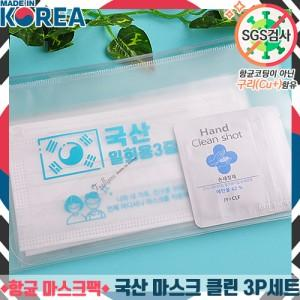 MADE IN
KOREA
SGS검사
항균코팅이 아닌
구리(Cu+)함유
국산
일회용3중
Hand
Clean shot
손세정제
에탄올 62 %
항균 마스크팩
국산 마스크 클린 3P세트